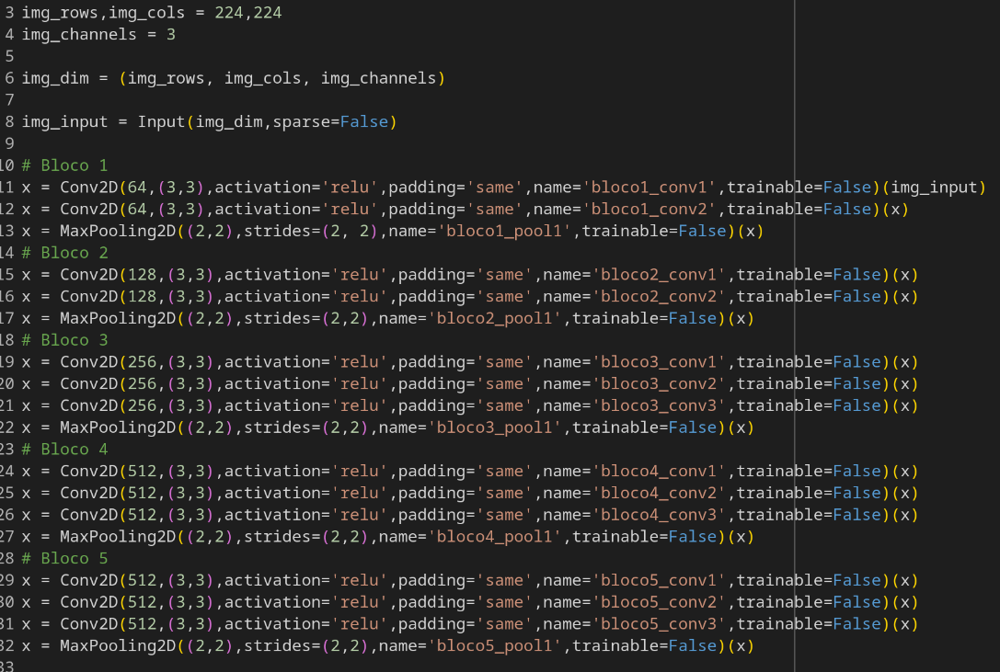 3 img_rows,img_cols = 224,224
4 img_channels = 3
5
6 img_dim = (img_rows, img_cols, img_channels)
7
8 img_input = Input(img_dim,sparse=False)
9
10 # Bloco 1
11 x = Conv2D(64,(3,3),activation='relu',padding='same',name='bloco1_conv1',trainable=False)(img_input)
12 x = Conv2D(64,(3,3),activation='relu',padding='same',name='bloco1_conv2',trainable=False)(x)
13 x = MaxPooling2D((2,2),strides=(2, 2),name='bloco1_pool1',trainable=False)(x)
14 # Bloco 2
15 x = Conv2D(128,(3,3),activation='relu',padding='same',name='bloco2_conv1',trainable=False)(x)
16 x = Conv2D(128,(3,3),activation='relu',padding='same',name='bloco2_conv2',trainable=False)(x)
17 x = MaxPooling2D((2,2),strides=(2,2),name='bloco2_pool1',trainable=False)(x)
18 # Bloco 3
19 x = Conv2D(256,(3,3),activation='relu',padding='same',name='bloco3_conv1',trainable=False)(x)
20 x = Conv2D(256,(3,3),activation='relu',padding='same',name='bloco3_conv2',trainable=False)(x)
21 x = Conv2D(256,(3,3),activation='relu',padding='same',name='bloco3_conv3',trainable=False)(x)
22 x = MaxPooling2D((2,2),strides=(2,2),name='bloco3_pool1',trainable=False)(x)
23 # Bloco 4
24 x = Conv2D(512,(3,3),activation='relu',padding='same',name='bloco4_conv1',trainable=False)(x)
25 x = Conv2D(512,(3,3),activation='relu',padding='same',name='bloco4_conv2',trainable=False)(x)
26 x = Conv2D(512,(3,3),activation='relu',padding='same',name='bloco4_conv3',trainable=False)(x)
27 x = MaxPooling2D((2,2),strides=(2,2),name='bloco4_pool1',trainable=False)(x)
28 # Bloco 5
29 x = Conv2D(512,(3,3),activation='relu',padding='same',name='bloco5_conv1',trainable=False)(x)
30 x = Conv2D(512,(3,3),activation='relu',padding='same',name='bloco5_conv2',trainable=False)(x)
31 x = Conv2D(512,(3,3),activation='relu',padding='same',name='bloco5_conv3',trainable=False)(x)
32 x = MaxPooling2D((2,2),strides=(2,2),name='bloco5_pool1',trainable=False)(x)
33